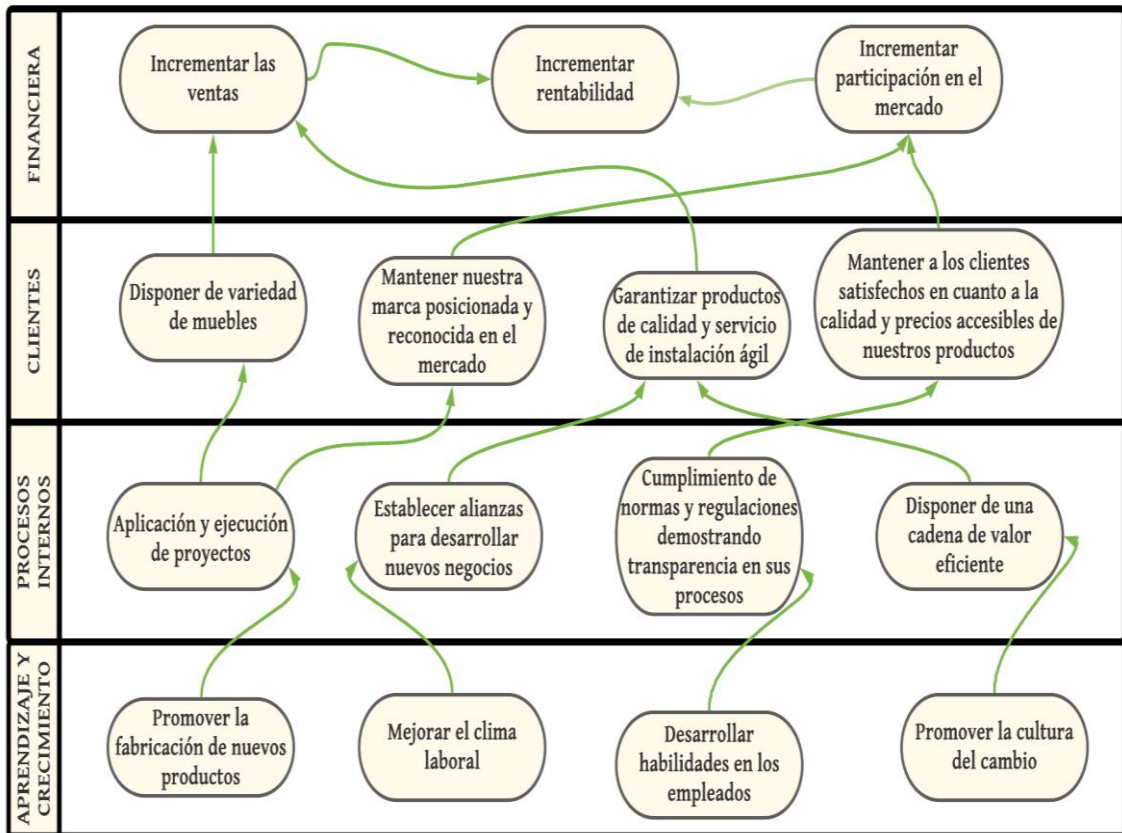 FINANCIERA
Incrementar las
ventas
Incrementar
rentabilidad
Incrementar
participación en el
mercado
CLIENTES
Disponer de variedad
de muebles
Mantener nuestra
marca posicionada y
reconocida en el
mercado
Garantizar productos
de calidad y servicio
de instalación ágil
Mantener a los clientes
satisfechos en cuanto a la
calidad y precios accesibles de
nuestros productos
PROCESOS
INTERNOS
Aplicación y ejecución
de proyectos
Establecer alianzas
para desarrollar
nuevos negocios
Cumplimiento de
normas y regulaciones
demostrando
transparencia en sus
procesos
Disponer de una
cadena de valor
eficiente
APRENDIZAJE Y
CRECIMIENTO
Promover la
fabricación de nuevos
productos
Mejorar el clima
laboral
Desarrollar
habilidades en los
empleados
Promover la cultura
del cambio